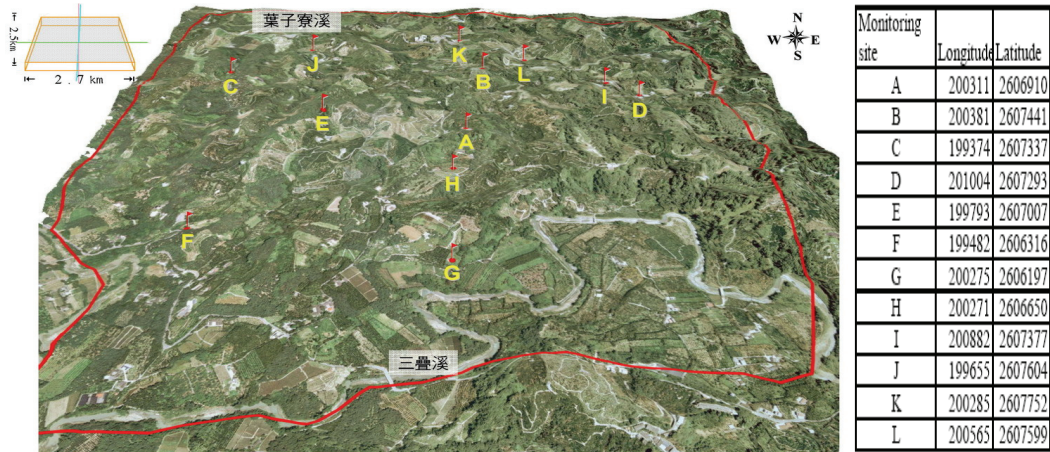 葉子寮溪
2.5km
2 . 7 km
N
W E
S
K
J
B
L
C
I
D
E
A
H
F
G
三疊溪
Monitoring site Longitude Latitude
A 200311 2606910
B 200381 2607441
C 199374 2607337
D 201004 2607293
E 199793 2607007
F 199482 2606316
G 200275 2606197
H 200271 2606650
I 200882 2607377
J 199655 2607604
K 200285 2607752
L 200565 2607599